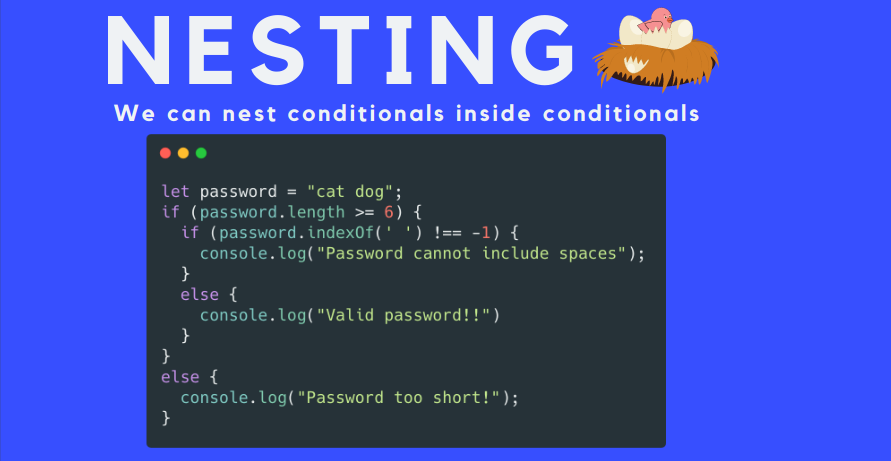 NESTING
We can nest conditionals inside conditionals
let password = "cat dog";
if (password.length >= 6) {
  if (password.indexOf(' ') !== -1) {
    console.log("Password cannot include spaces");
  }
  else {
    console.log("Valid password!!")
  }
}
else {
  console.log("Password too short!");
}